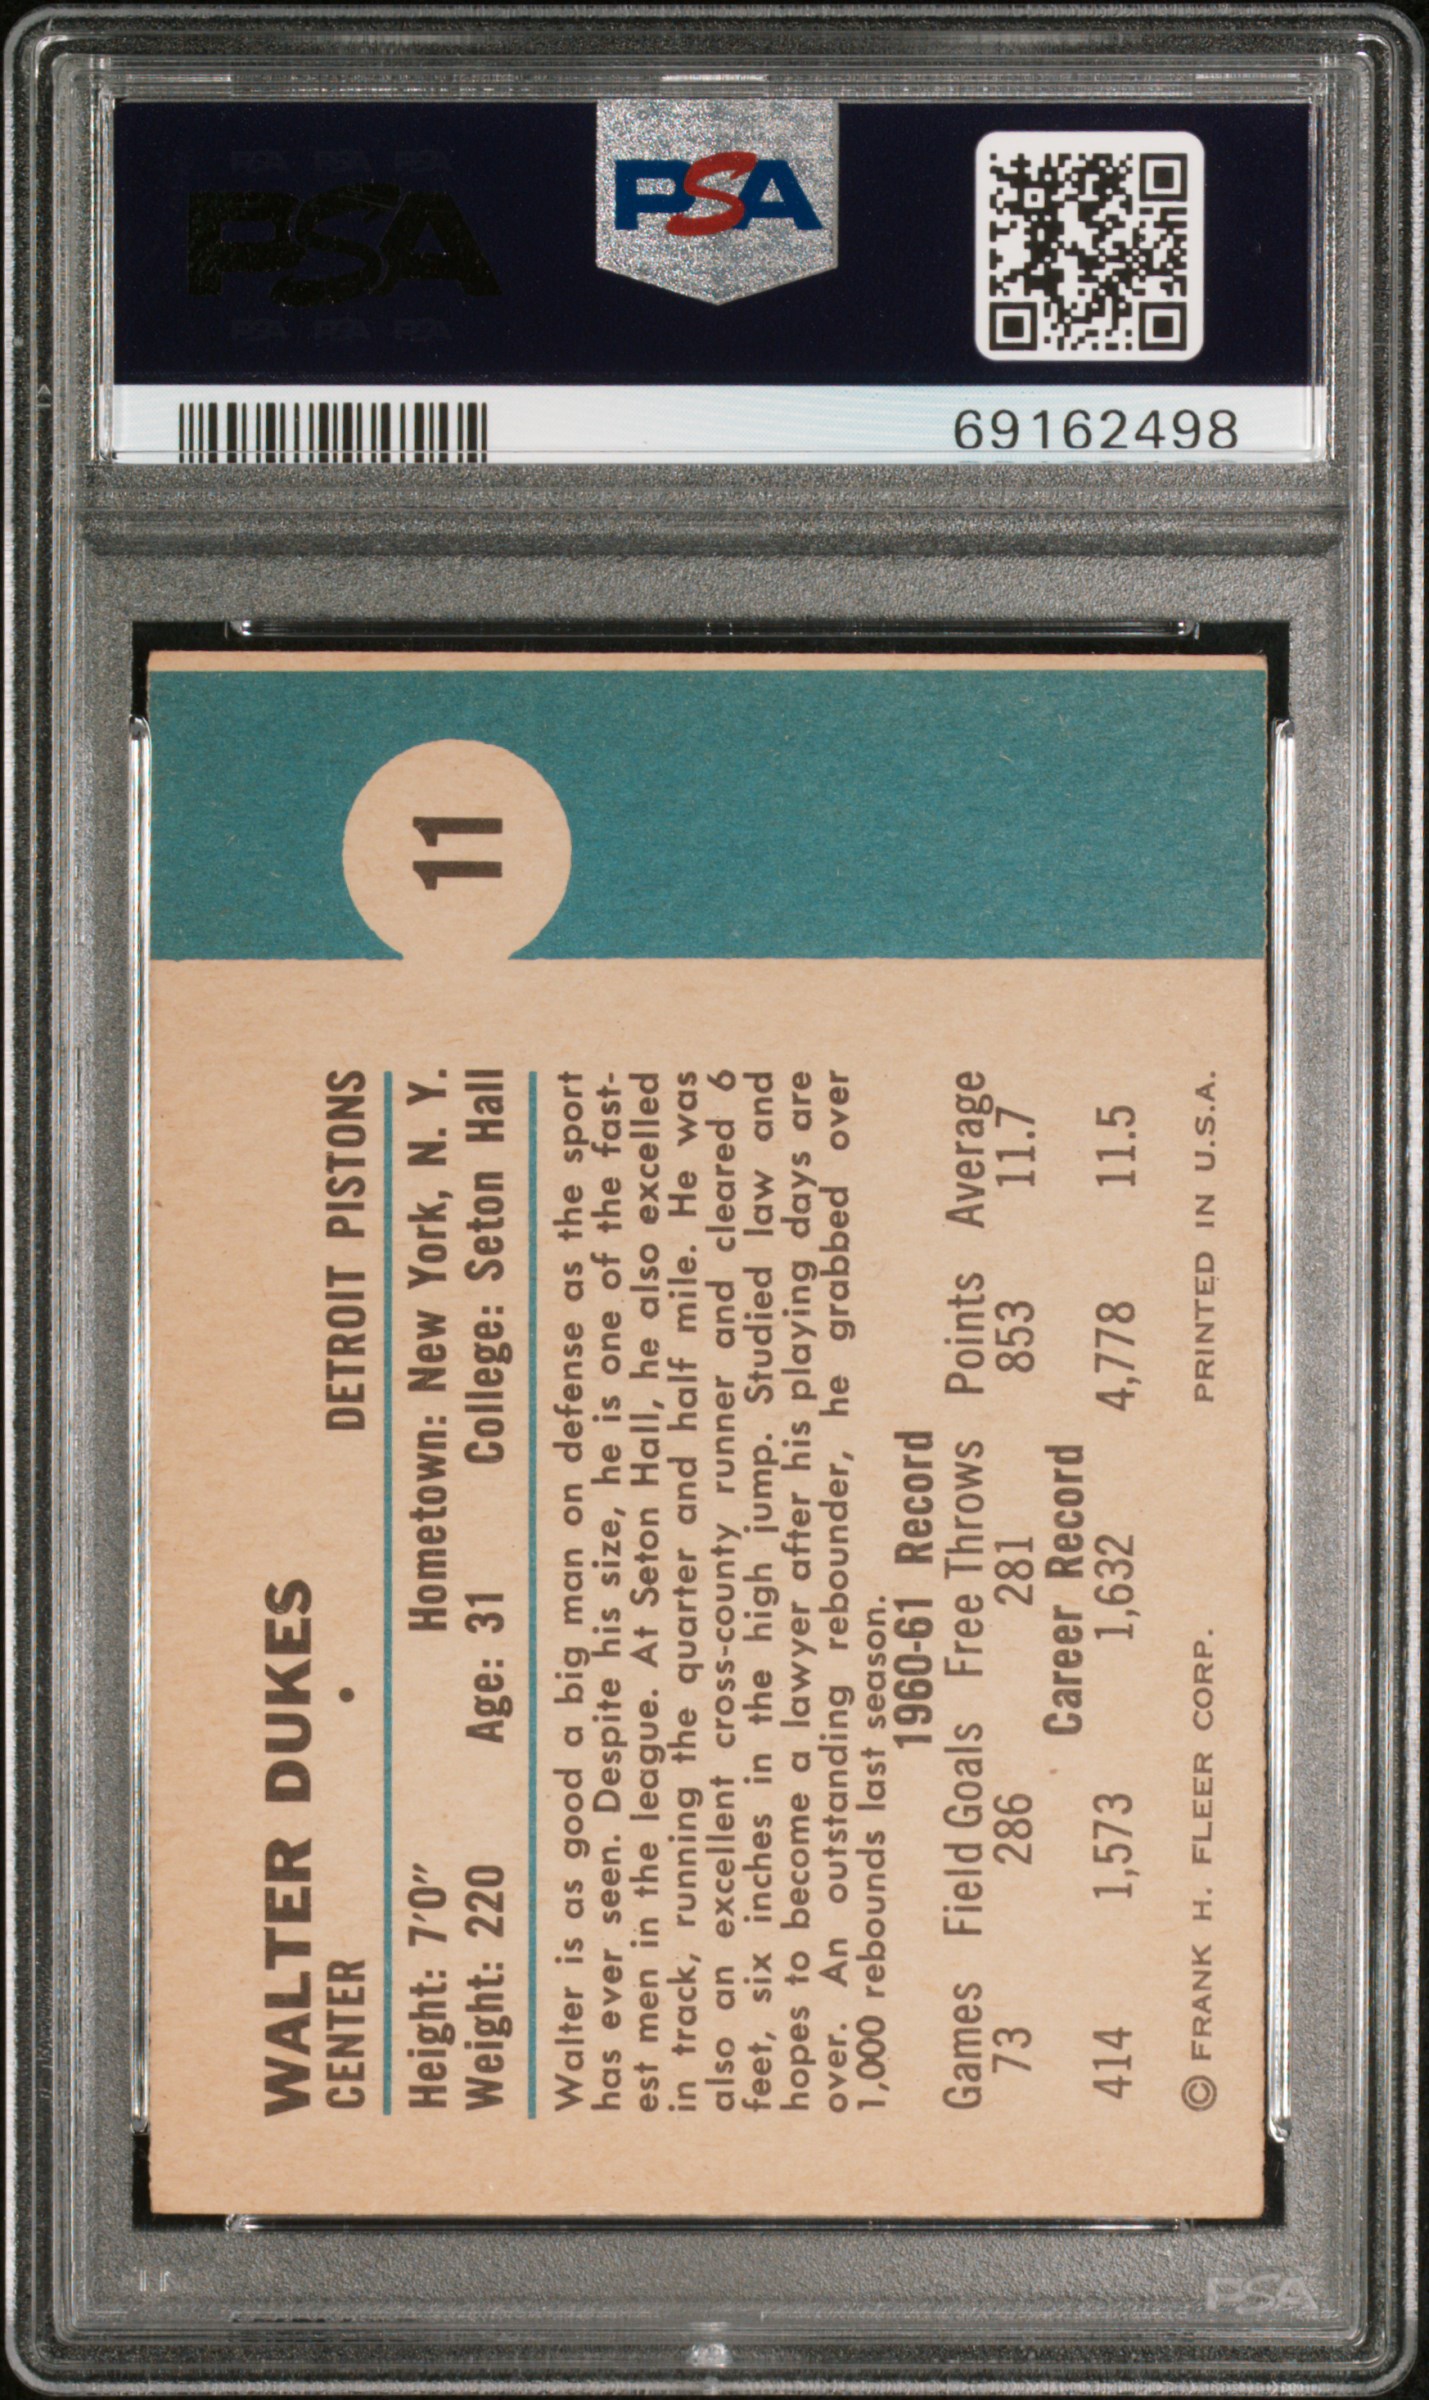 PSA PSA PSA
PSA
PSA PSA PSA
PSA
69162498
11
WALTER DUKES
CENTER • DETROIT PISTONS
Height: 7'0" Hometown: New York, N. Y.
Weight: 220 Age: 31 College: Seton Hall
Walter is as good a big man on defense as the sport
has ever seen. Despite his size, he is one of the fast-
est men in the league. At Seton Hall, he also excelled
in track, running the quarter and half mile. He was
also an excellent cross-county runner and cleared 6
feet, six inches in the high jump. Studied law and
hopes to become a lawyer after his playing days are
over. An outstanding rebounder, he grabbed over
1,000 rebounds last season.
1960-61 Record
Games Field Goals Free Throws Points Average
73 286 281 853 11.7
Career Record
414 1,573 1,632 4,778 11.5
© FRANK H. FLEER CORP. PRINTED IN U.S.A.
PSA